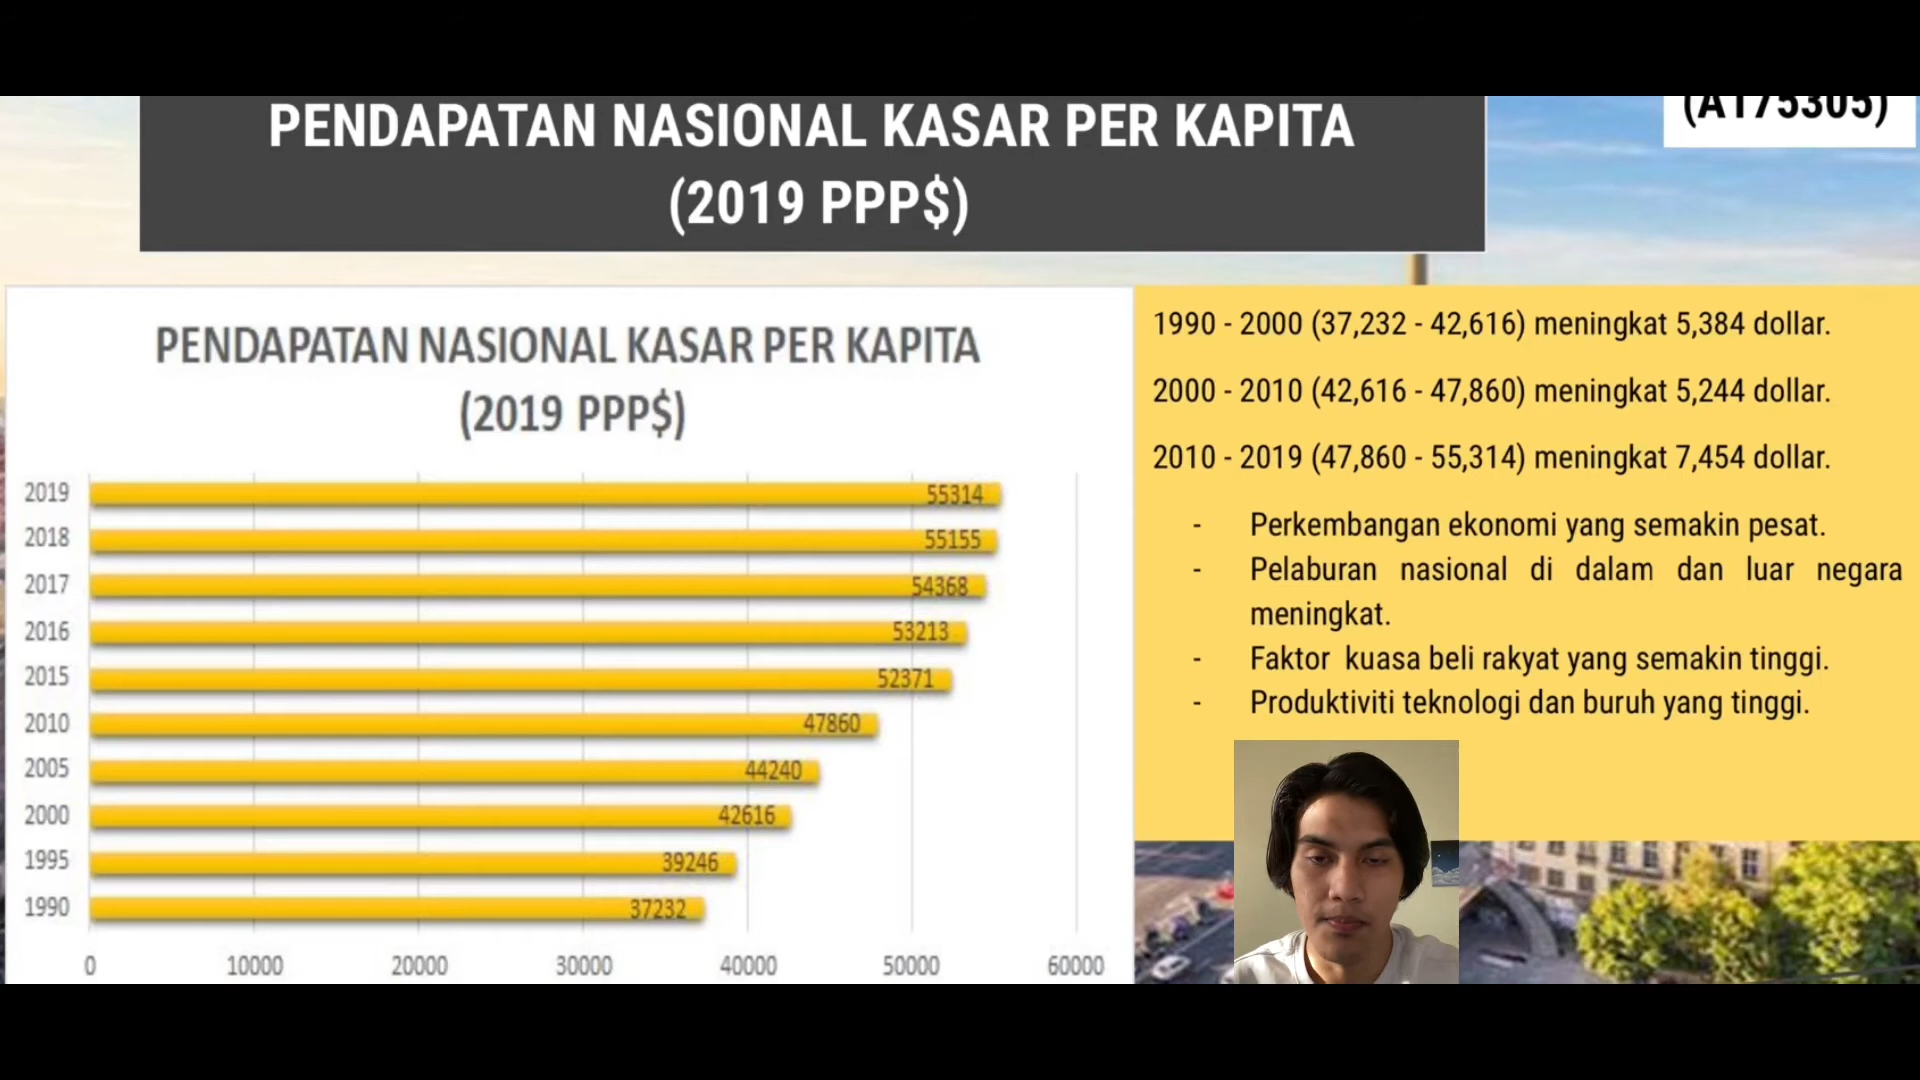 PENDAPATAN NASIONAL KASAR PER KAPITA
(2019 PPP$)
(A175305)
PENDAPATAN NASIONAL KASAR PER KAPITA
(2019 PPP$)
2019 55314
2018 55155
2017 54368
2016 53213
2015 52371
2010 47860
2005 44240
2000 42616
1995 39246
1990 37232
0 10000 20000 30000 40000 50000 60000
1990 - 2000 (37,232 - 42,616) meningkat 5,384 dollar.
2000 - 2010 (42,616 - 47,860) meningkat 5,244 dollar.
2010 - 2019 (47,860 - 55,314) meningkat 7,454 dollar.
- Perkembangan ekonomi yang semakin pesat.
- Pelaburan nasional di dalam dan luar negara
meningkat.
- Faktor kuasa beli rakyat yang semakin tinggi.
- Produktiviti teknologi dan buruh yang tinggi.